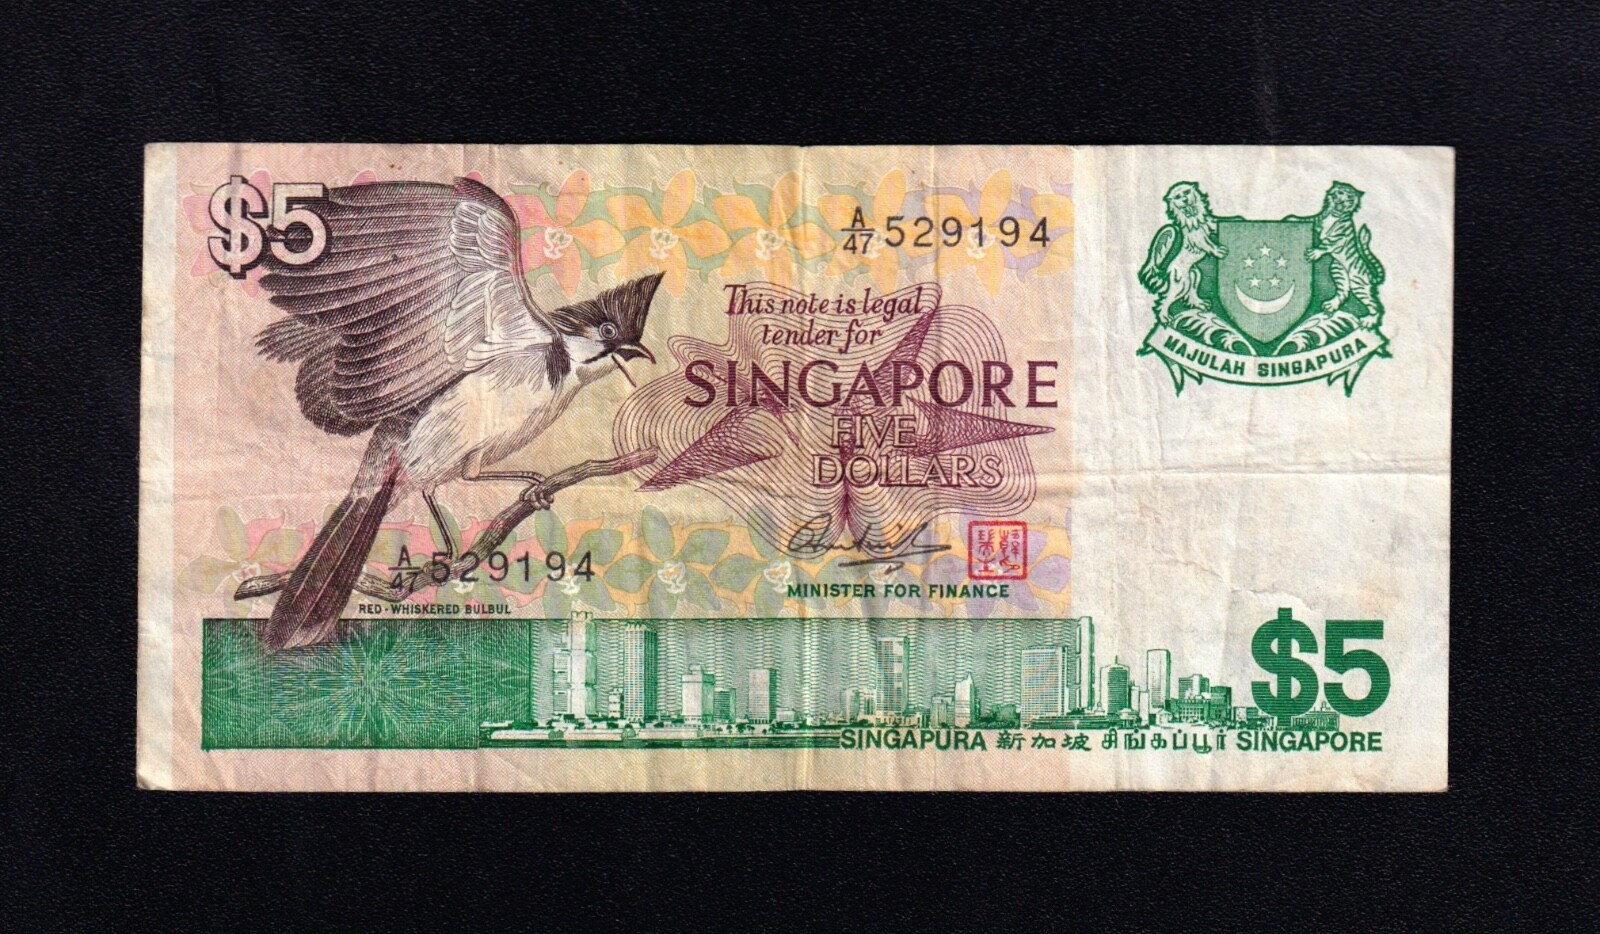 $5
A/47 529194
This note is legal
tender for
SINGAPORE
FIVE
DOLLARS
MINISTER FOR FINANCE
A/47 529194
RED-WHISKERED BULBUL
MAJULAH SINGAPURA
$5
SINGAPURA 新加坡 சிங்கப்பூர் SINGAPORE